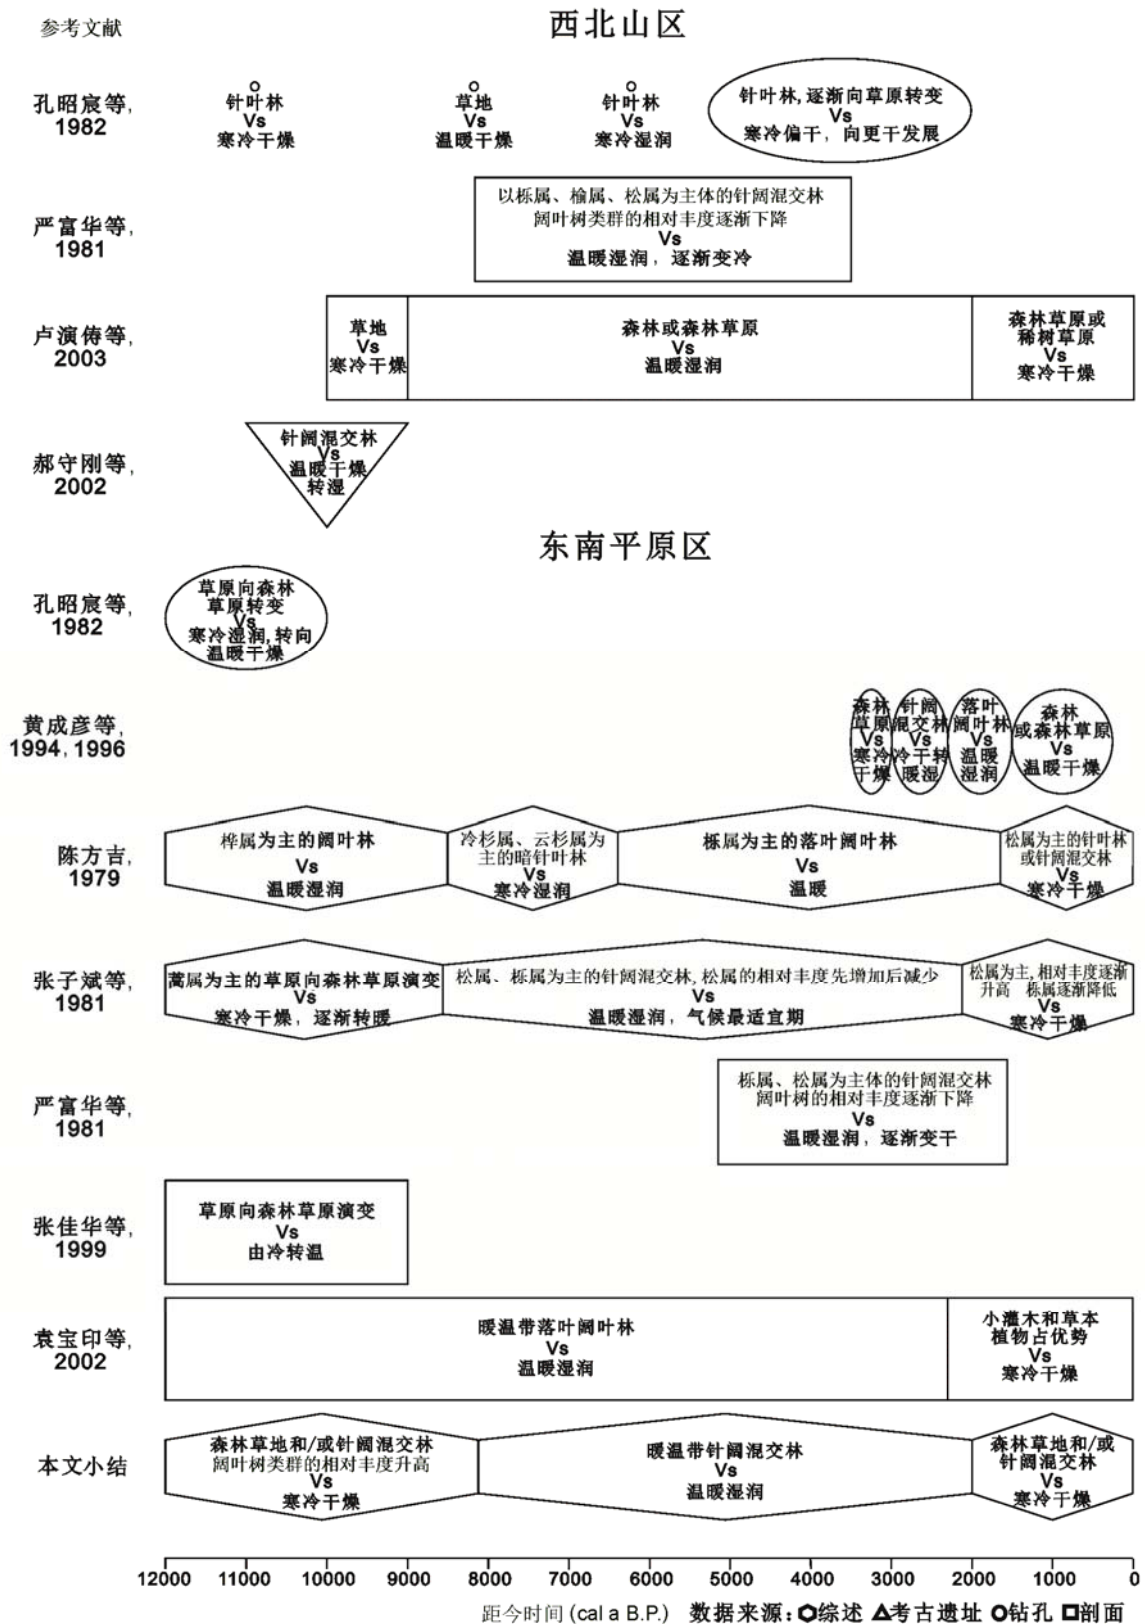 参考文献
西北山区
孔昭宸等,
1982
针叶林
Vs
寒冷干燥
草地
Vs
温暖干燥
针叶林
Vs
寒冷湿润
针叶林,逐渐向草原转变
Vs
寒冷偏干，向更干发展
严富华等,
1981
以栎属、榆属、松属为主体的针阔混交林
阔叶树类群的相对丰度逐渐下降
Vs
温暖湿润，逐渐变冷
卢演俦等,
2003
草地
Vs
寒冷干燥
森林或森林草原
Vs
温暖湿润
森林草原或
稀树草原
Vs
寒冷干燥
郝守刚等,
2002
针阔混交林
Vs
温暖干燥
转湿
东南平原区
孔昭宸等,
1982
草原向森林
草原转变
Vs
寒冷湿润,转向
温暖干燥
黄成彦等,
1994, 1996
森林
草原
Vs
寒冷
干燥
针阔
混交林
Vs
冷干转
暖湿
落叶
阔叶林
Vs
温暖
湿润
森林
或森林草原
Vs
温暖干燥
陈方吉,
1979
桦属为主的阔叶林
Vs
温暖湿润
冷杉属、云杉属为
主的暗针叶林
Vs
寒冷湿润
栎属为主的落叶阔叶林
Vs
温暖
松属为主的针叶林
或针阔混交林
Vs
寒冷干燥
张子斌等,
1981
蒿属为主的草原向森林草原演变
Vs
寒冷干燥，逐渐转暖
松属、栎属为主的针阔混交林,松属的相对丰度先增加后减少
Vs
温暖湿润，气候最适宜期
松属为主,相对丰度逐渐
升高 栎属逐渐降低
Vs
寒冷干燥
严富华等,
1981
栎属、松属为主体的针阔混交林
阔叶树的相对丰度逐渐下降
Vs
温暖湿润，逐渐变干
张佳华等,
1999
草原向森林草原演变
Vs
由冷转温
袁宝印等,
2002
暖温带落叶阔叶林
Vs
温暖湿润
小灌木和草本
植物占优势
Vs
寒冷干燥
本文小结
森林草地和/或针阔混交林
阔叶树类群的相对丰度升高
Vs
寒冷干燥
暖温带针阔混交林
Vs
温暖湿润
森林草地和/或
针阔混交林
Vs
寒冷干燥
12000 11000 10000 9000 8000 7000 6000 5000 4000 3000 2000 1000 0
距今时间 (cal a B.P.) 数据来源: 综述 考古遗址 钻孔 剖面